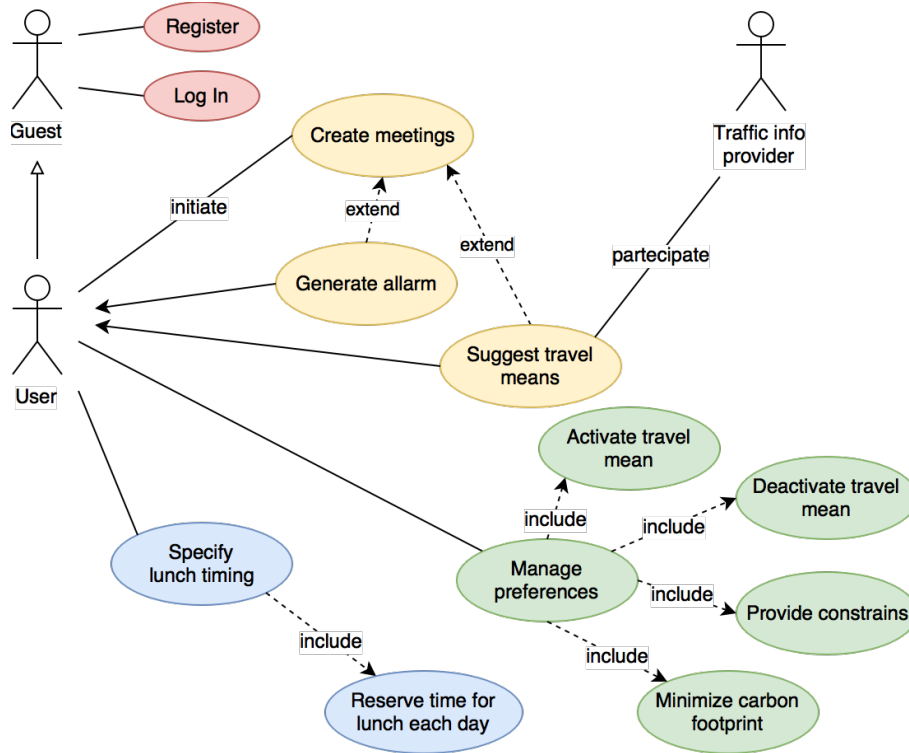 Register
Log In
Guest
Create meetings
Traffic info
provider
initiate
extend
extend
partecipate
Generate allarm
Suggest travel
means
User
Activate travel
mean
Deactivate travel
mean
include
include
Specify
lunch timing
Manage
preferences
include
Provide constrains
include
include
Reserve time for
lunch each day
Minimize carbon
footprint